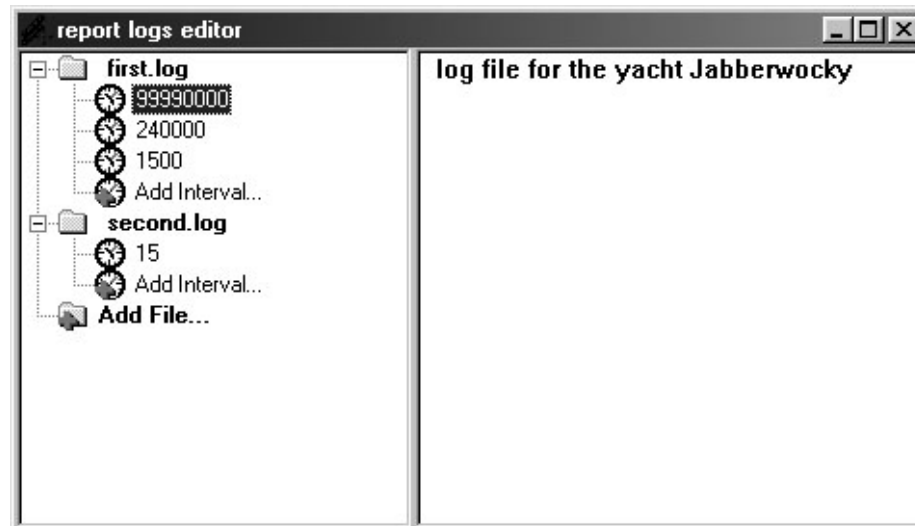 report logs editor
first.log
99990000
240000
1500
Add Interval...
second.log
15
Add Interval...
Add File...
log file for the yacht Jabberwocky